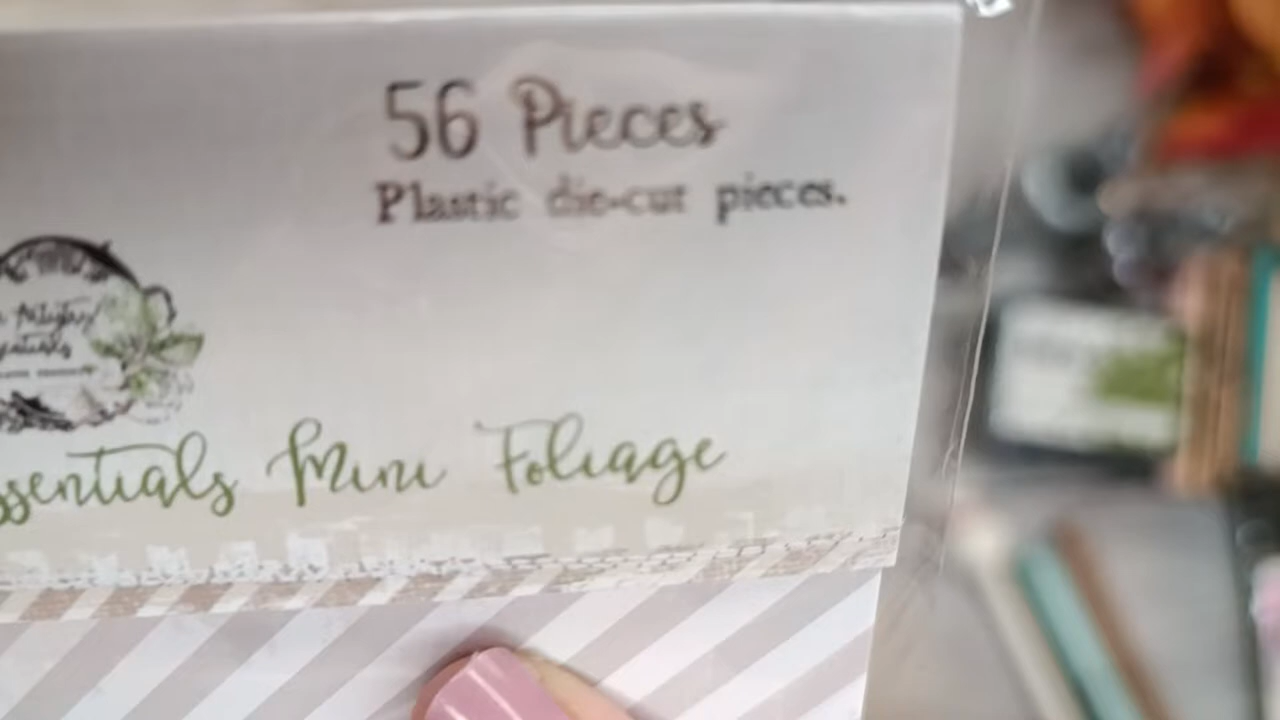 56 Pieces
Plastic die-cut pieces.
ssentials Mini Foliage